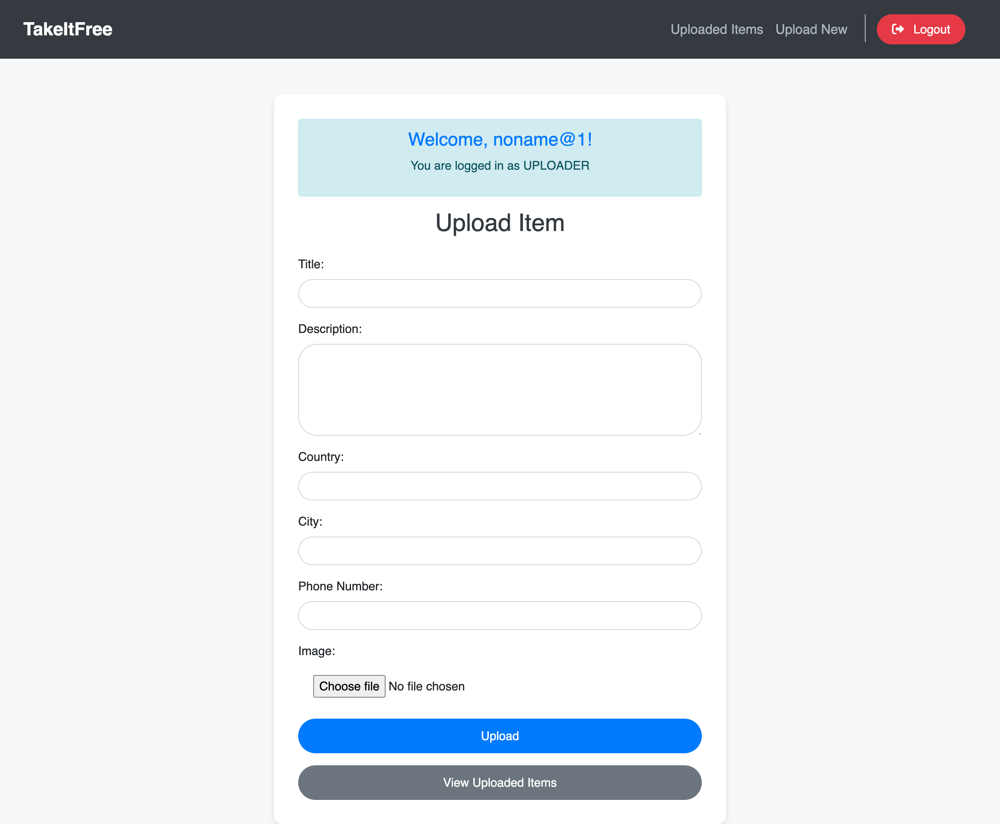 TakeItFree
Uploaded Items Upload New Logout
Welcome, noname@1!
You are logged in as UPLOADER
Upload Item
Title:
Description:
Country:
City:
Phone Number:
Image:
Choose file No file chosen
Upload
View Uploaded Items